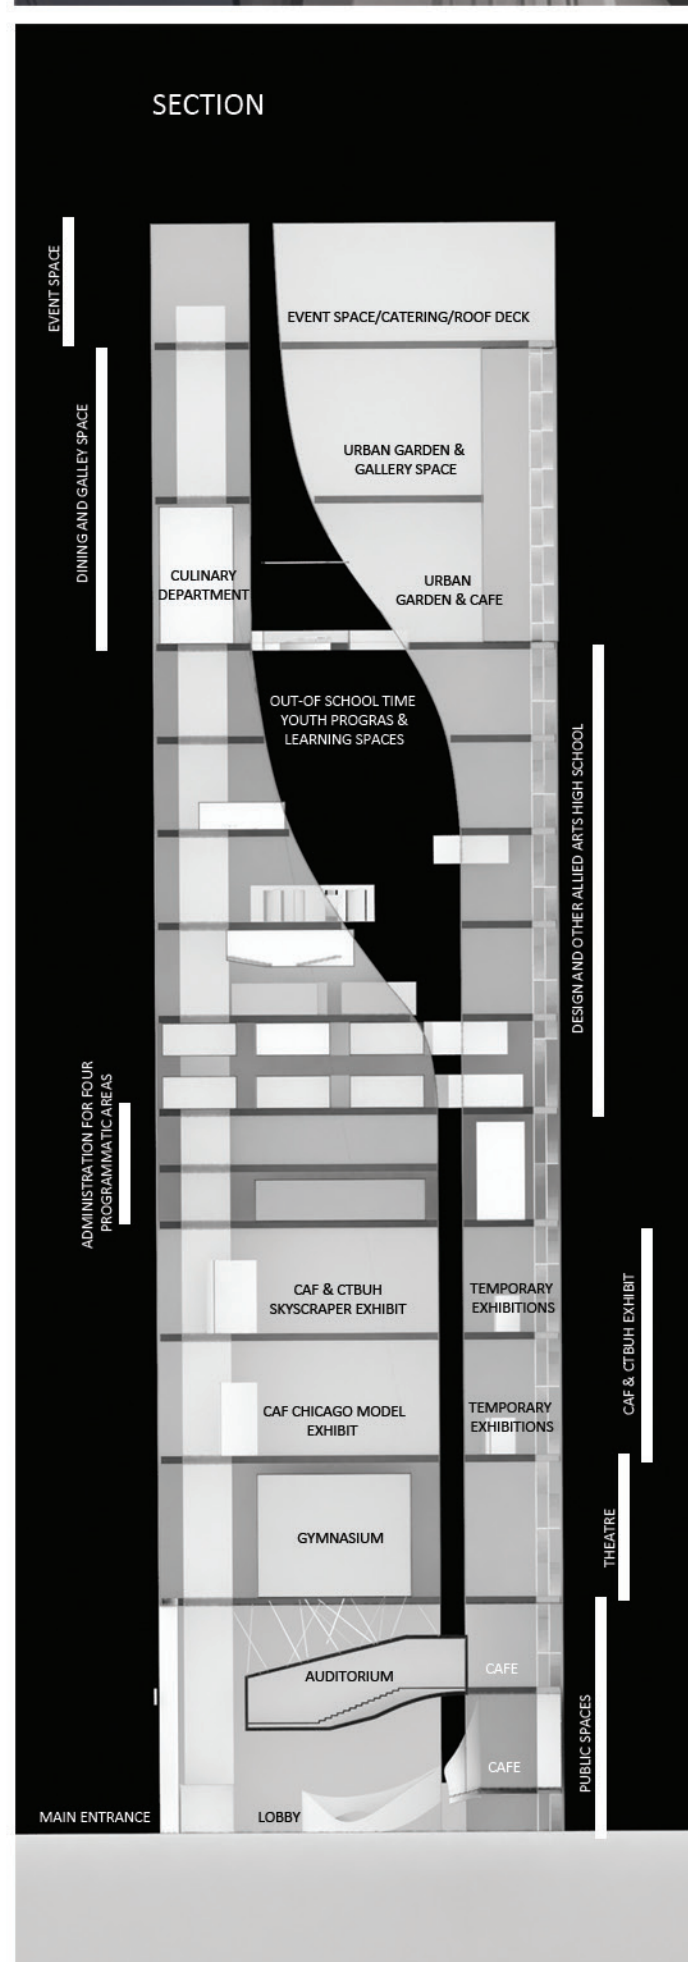 SECTION
EVENT SPACE
EVENT SPACE/CATERING/ROOF DECK
DINING AND GALLEY SPACE
URBAN GARDEN &
GALLERY SPACE
CULINARY
DEPARTMENT
URBAN
GARDEN & CAFE
OUT-OF SCHOOL TIME
YOUTH PROGRAS &
LEARNING SPACES
DESIGN AND OTHER ALLIED ARTS HIGH SCHOOL
ADMINISTRATION FOR FOUR
PROGRAMMATIC AREAS
CAF & CTBUH
SKYSCRAPER EXHIBIT
TEMPORARY
EXHIBITIONS
CAF & CTBUH EXHIBIT
CAF CHICAGO MODEL
EXHIBIT
TEMPORARY
EXHIBITIONS
GYMNASIUM
THEATRE
AUDITORIUM
CAFE
CAFE
PUBLIC SPACES
MAIN ENTRANCE
LOBBY